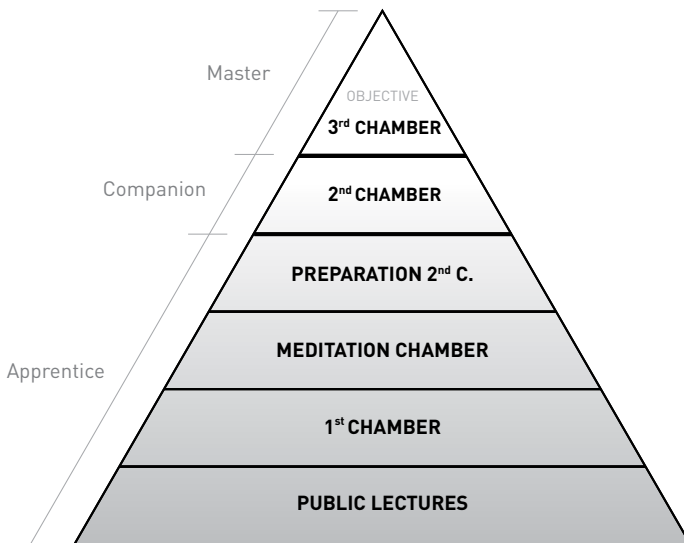 Master
OBJECTIVE
3rd CHAMBER
Companion
2nd CHAMBER
PREPARATION 2nd C.
MEDITATION CHAMBER
Apprentice
1st CHAMBER
PUBLIC LECTURES